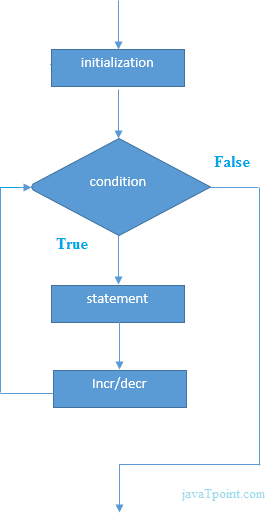 initialization
False
condition
True
statement
Incr/decr
javaTpoint.com